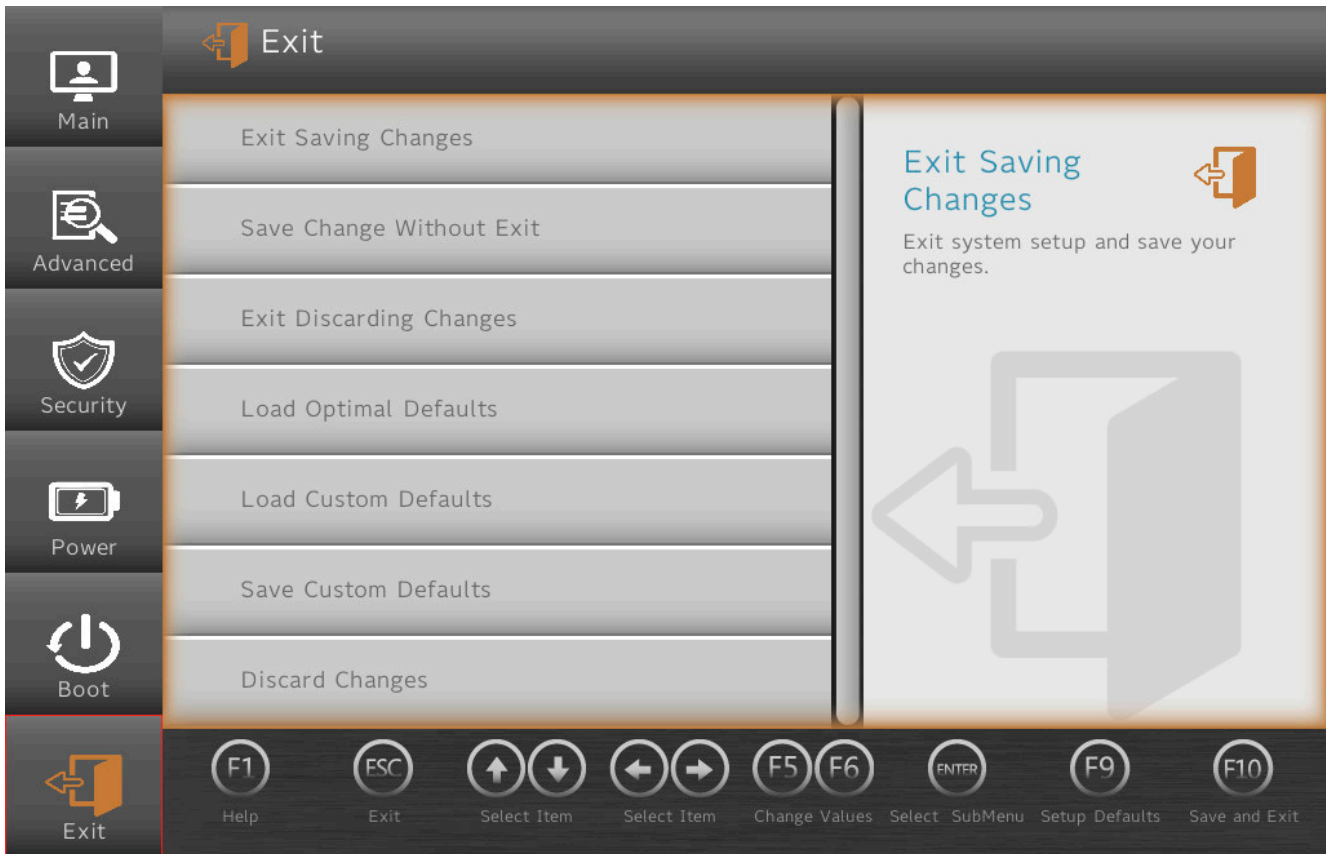 Exit
Main
Advanced
Security
Power
Boot
Exit
Exit Saving Changes
Save Change Without Exit
Exit Discarding Changes
Load Optimal Defaults
Load Custom Defaults
Save Custom Defaults
Discard Changes
Exit Saving
Changes
Exit system setup and save your
changes.
F1 ESC F5 F6 ENTER F9 F10
Help Exit Select Item Select Item Change Values Select SubMenu Setup Defaults Save and Exit